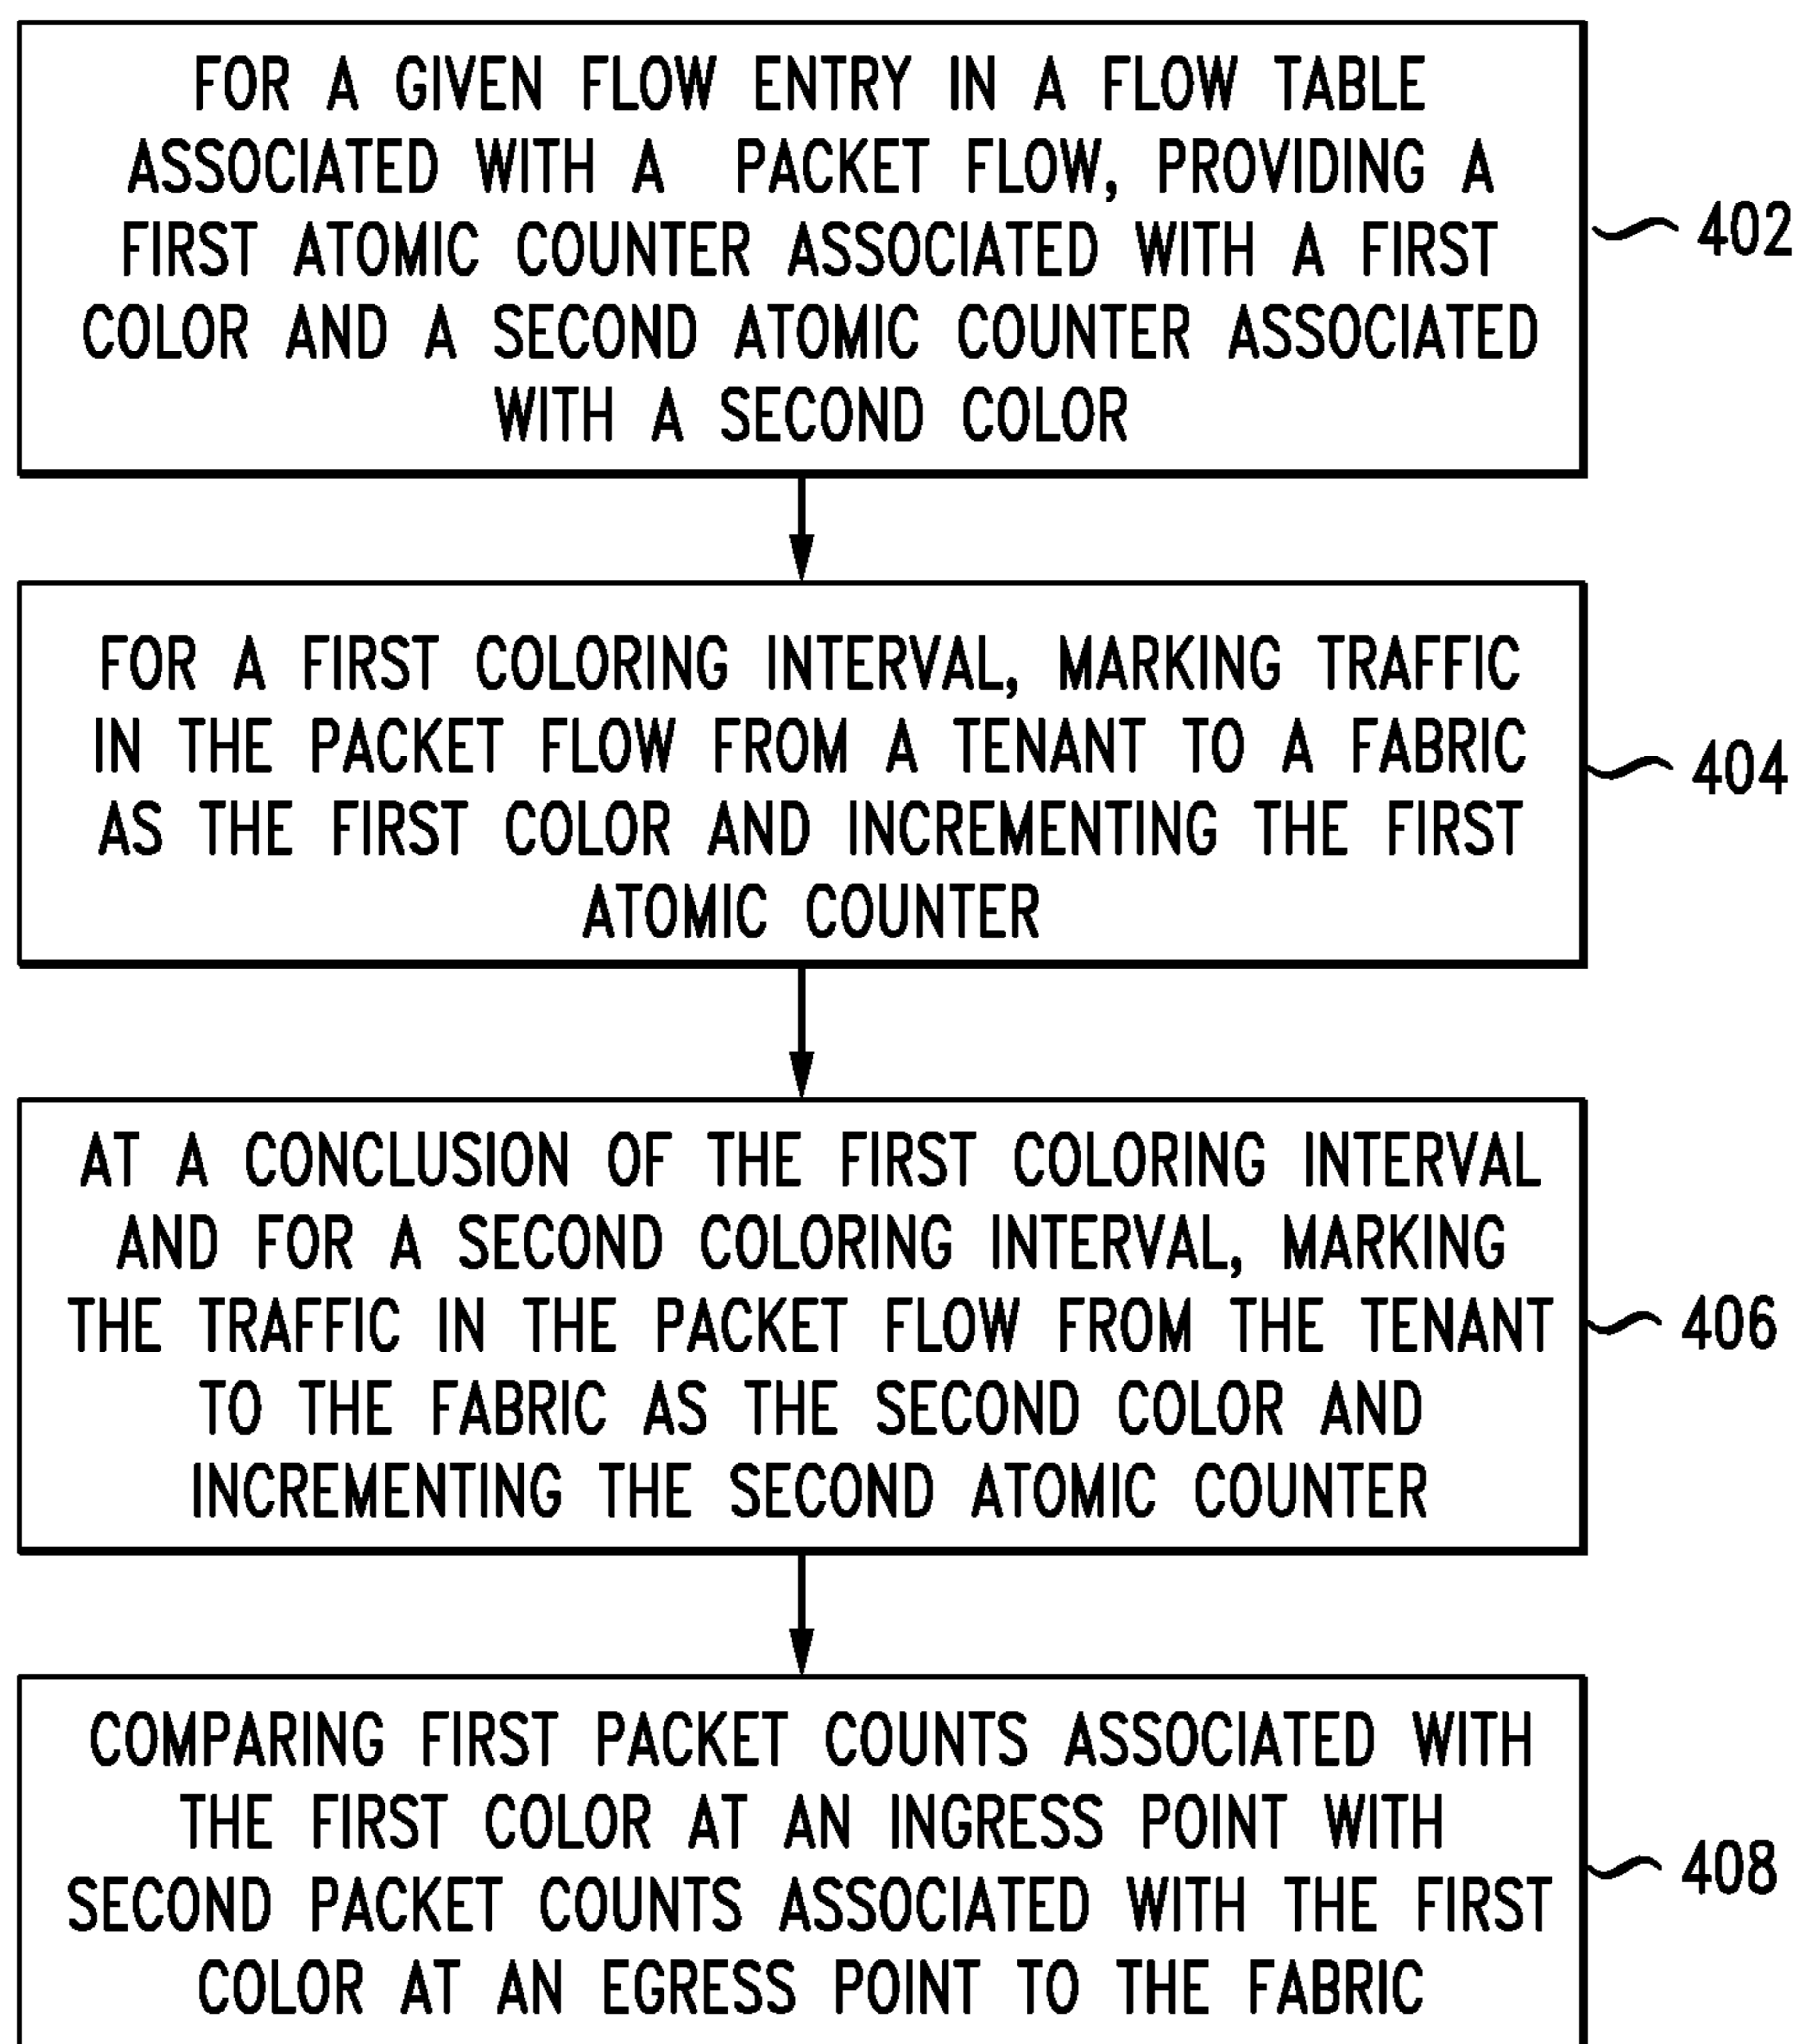 FOR A GIVEN FLOW ENTRY IN A FLOW TABLE
ASSOCIATED WITH A PACKET FLOW, PROVIDING A
FIRST ATOMIC COUNTER ASSOCIATED WITH A FIRST
COLOR AND A SECOND ATOMIC COUNTER ASSOCIATED
WITH A SECOND COLOR
402
FOR A FIRST COLORING INTERVAL, MARKING TRAFFIC
IN THE PACKET FLOW FROM A TENANT TO A FABRIC
AS THE FIRST COLOR AND INCREMENTING THE FIRST
ATOMIC COUNTER
404
AT A CONCLUSION OF THE FIRST COLORING INTERVAL
AND FOR A SECOND COLORING INTERVAL, MARKING
THE TRAFFIC IN THE PACKET FLOW FROM THE TENANT
TO THE FABRIC AS THE SECOND COLOR AND
INCREMENTING THE SECOND ATOMIC COUNTER
406
COMPARING FIRST PACKET COUNTS ASSOCIATED WITH
THE FIRST COLOR AT AN INGRESS POINT WITH
SECOND PACKET COUNTS ASSOCIATED WITH THE FIRST
COLOR AT AN EGRESS POINT TO THE FABRIC
408